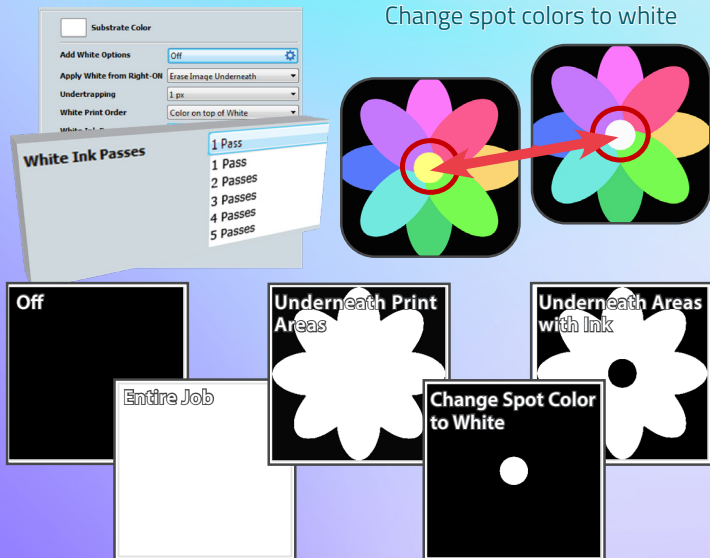 Change spot colors to white
Substrate Color
Add White Options
Off
Apply White from Right-ON
Erase Image Underneath
Undertrapping
1 px
White Print Order
Color on top of White
White Ink Passes
1 Pass
1 Pass
2 Passes
3 Passes
4 Passes
5 Passes
Off
Underneath Print
Areas
Underneath Areas
with Ink
Entire Job
Change Spot Color
to White